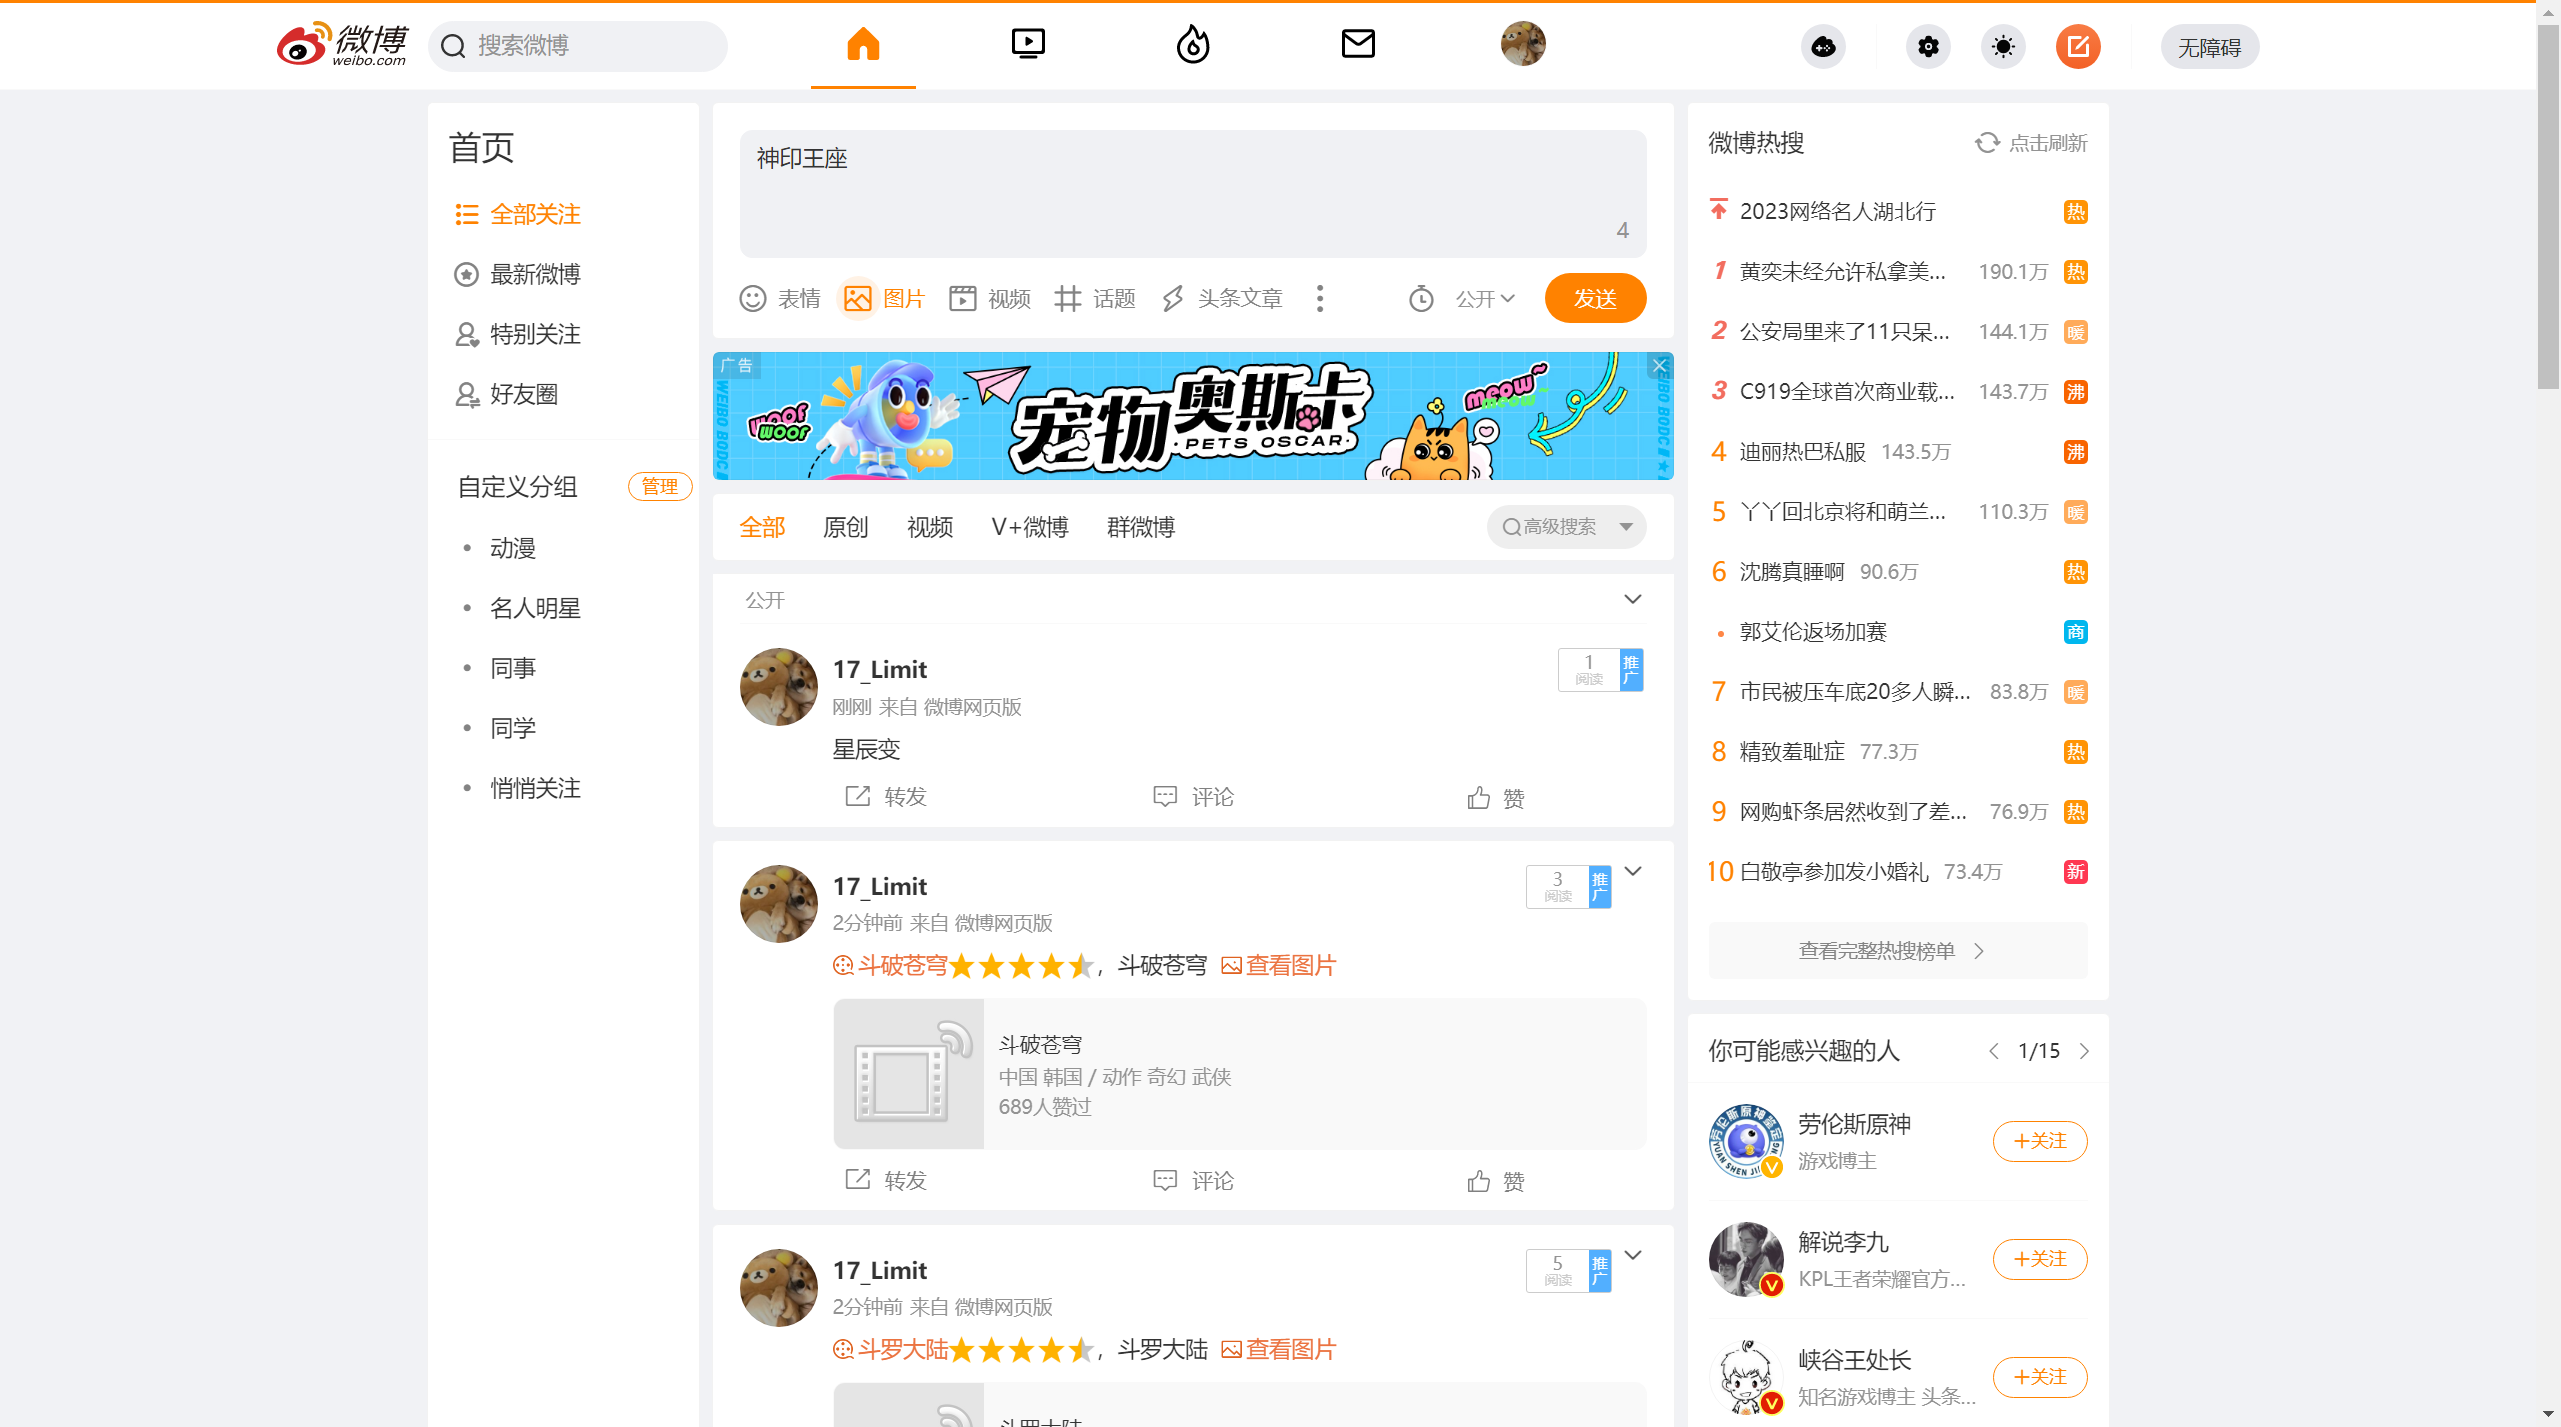 微博
weibo.com
搜索微博
无障碍
首页
全部关注
最新微博
特别关注
好友圈
自定义分组
管理
动漫
名人明星
同事
同学
悄悄关注
神印王座
4
表情
图片
视频
话题
头条文章
公开
发送
广告
WEIBO BODC
woof
woof
宠物奥斯卡
·PETS OSCAR·
meow~
meow~
全部
原创
视频
V+微博
群微博
高级搜索
公开
17_Limit
1
阅读
推广
刚刚 来自 微博网页版
星辰变
转发
评论
赞
17_Limit
3
阅读
推广
2分钟前 来自 微博网页版
斗破苍穹，斗破苍穹 查看图片
斗破苍穹
中国 韩国 / 动作 奇幻 武侠
689人赞过
转发
评论
赞
17_Limit
5
阅读
推广
2分钟前 来自 微博网页版
斗罗大陆，斗罗大陆 查看图片
斗罗大陆
微博热搜
点击刷新
2023网络名人湖北行 热
1 黄奕未经允许私拿美... 190.1万 热
2 公安局里来了11只呆... 144.1万 暖
3 C919全球首次商业载... 143.7万 沸
4 迪丽热巴私服 143.5万 沸
5 丫丫回北京将和萌兰... 110.3万 暖
6 沈腾真睡啊 90.6万 热
郭艾伦返场加赛 商
7 市民被压车底20多人瞬... 83.8万 暖
8 精致羞耻症 77.3万 热
9 网购虾条居然收到了差... 76.9万 热
10 白敬亭参加发小婚礼 73.4万 新
查看完整热搜榜单
你可能感兴趣的人
1/15
劳伦斯原神
游戏博主
+关注
解说李九
KPL王者荣耀官方...
+关注
峡谷王处长
知名游戏博主 头条...
+关注